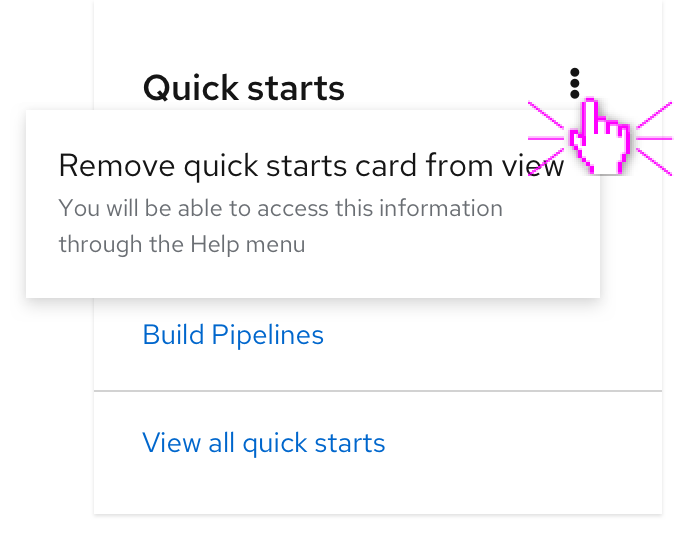 Quick starts
Remove quick starts card from view
You will be able to access this information
through the Help menu
Build Pipelines
View all quick starts